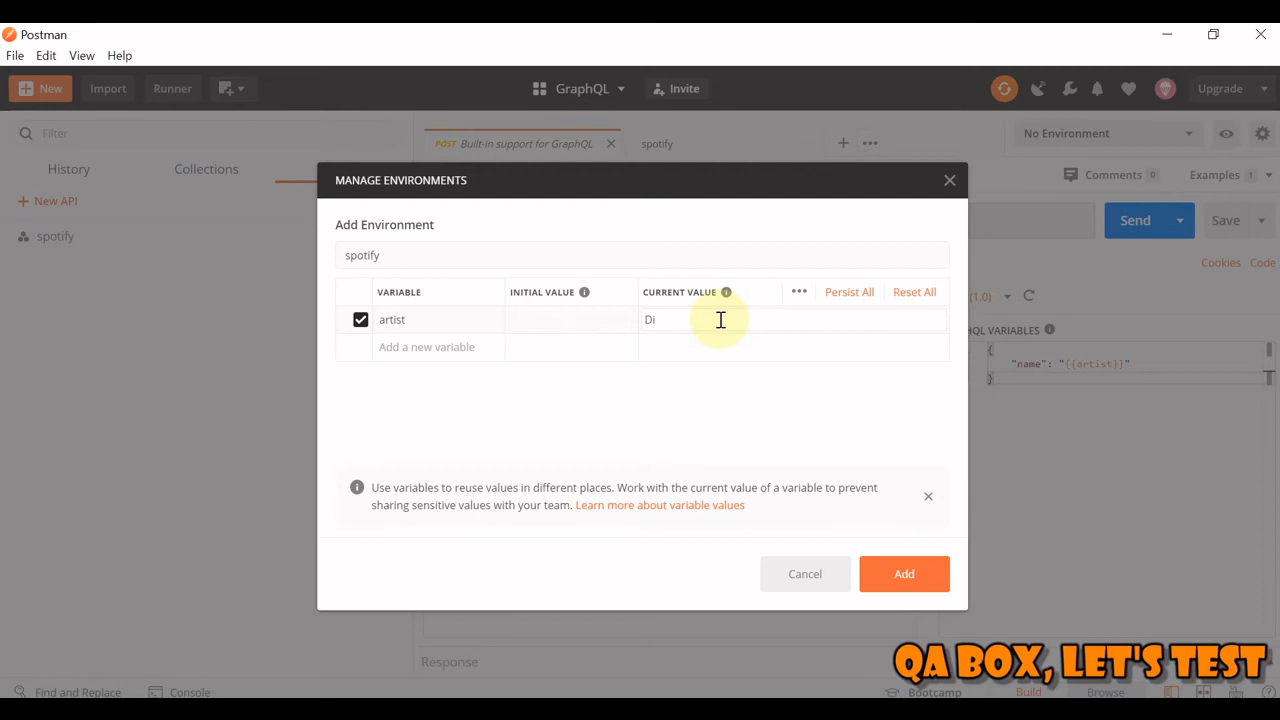 Postman
File Edit View Help
New Import Runner GraphQL Invite Upgrade
Filter
POST Built-in support for GraphQL spotify No Environment
History Collections
Comments 0 Examples 1
New API
Send Save
spotify
Cookies Code
MANAGE ENVIRONMENTS
Add Environment
spotify
VARIABLE INITIAL VALUE CURRENT VALUE Persist All Reset All
(1.0)
artist Di
Add a new variable
QL VARIABLES
{
"name": "{{artist}}"
}
Use variables to reuse values in different places. Work with the current value of a variable to prevent
sharing sensitive values with your team. Learn more about variable values
Cancel Add
Response
QA BOX, LET'S TEST
Find and Replace Console Bootcamp Build Browse